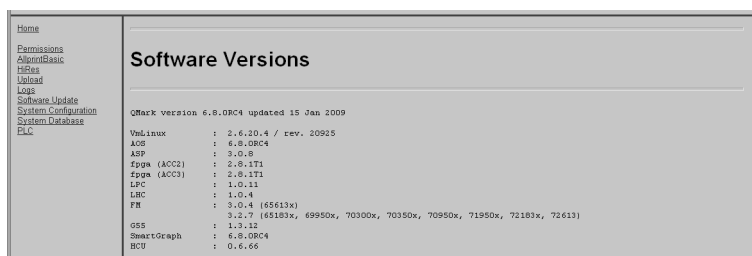 Home
Permissions
AllprintBasic
HiRes
Upload
Logs
Software Update
System Configuration
System Database
PLC
Software Versions
QMark version 6.8.0RC4 updated 15 Jan 2009
VmLinux : 2.6.20.4 / rev. 20925
AOS : 6.8.0RC4
ASP : 3.0.8
fpga (ACC2) : 2.8.1T1
fpga (ACC3) : 2.8.1T1
LPC : 1.0.11
LHC : 1.0.4
FM : 3.0.4 (65613x)
3.2.7 (65183x, 69950x, 70300x, 70350x, 70950x, 71950x, 72183x, 72613)
GSS : 1.3.12
SmartGraph : 6.8.0RC4
HCU : 0.6.66